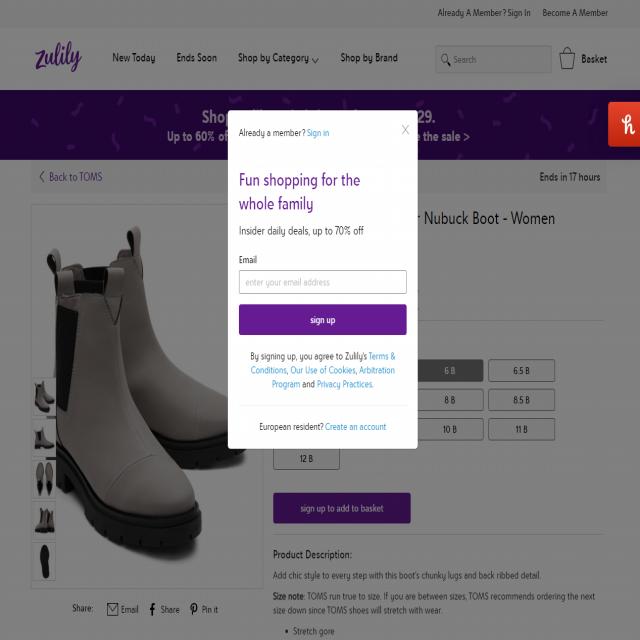 Already A Member? Sign In Become A Member
zulily
New Today Ends Soon Shop by Category Shop by Brand Search Basket
Shop 29.
Up to 60% of e the sale >
h
Back to TOMS Ends in 17 hours
Already a member? Sign in X
Fun shopping for the
whole family
Insider daily deals, up to 70% off
Email
enter your email address
sign up
By signing up, you agree to Zulily's Terms &
Conditions, Our Use of Cookies, Arbitration
Program and Privacy Practices.
European resident? Create an account
r Nubuck Boot - Women
6 B 6.5 B
8 B 8.5 B
10 B 11 B
12 B
sign up to add to basket
Product Description:
Add chic style to every step with this boot's chunky lugs and back ribbed detail.
Size note: TOMS run true to size. If you are between sizes, TOMS recommends ordering the next
size down since TOMS shoes will stretch with wear.
• Stretch gore
Share: Email Share Pin it